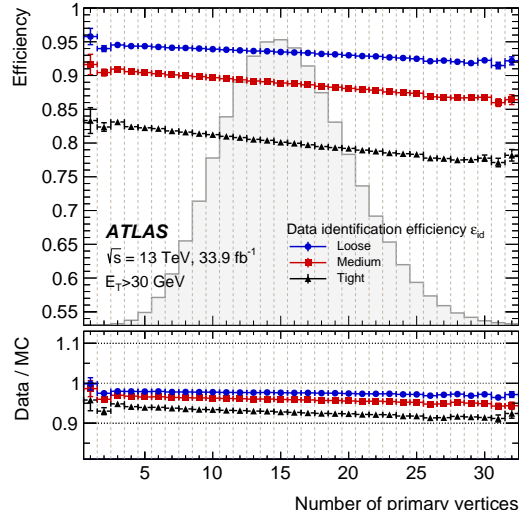 Efficiency
1
0.95
0.9
0.85
0.8
0.75
0.7
0.65
0.6
0.55
ATLAS
√s = 13 TeV, 33.9 fb⁻¹
E_T>30 GeV
Data identification efficiency ε_id
Loose
Medium
Tight
Data / MC
1.1
1
0.9
5 10 15 20 25 30
Number of primary vertices